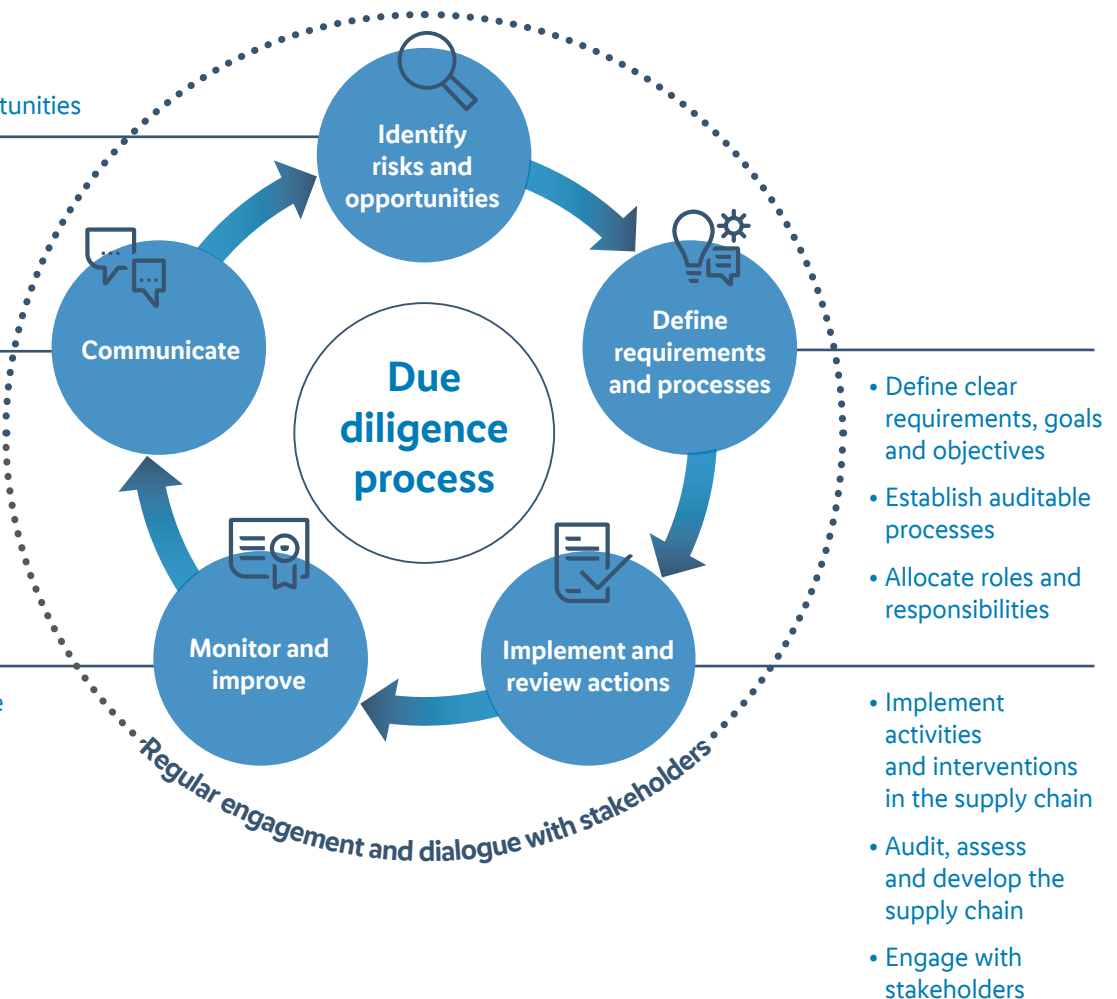 tunities
Identify
risks and
opportunities
Define
requirements
and processes
Communicate
Due
diligence
process
• Define clear
requirements, goals
and objectives
• Establish auditable
processes
• Allocate roles and
responsibilities
Monitor and
improve
Implement and
review actions
e
• Implement
activities
and interventions
in the supply chain
• Audit, assess
and develop the
supply chain
• Engage with
stakeholders
Regular engagement and dialogue with stakeholders